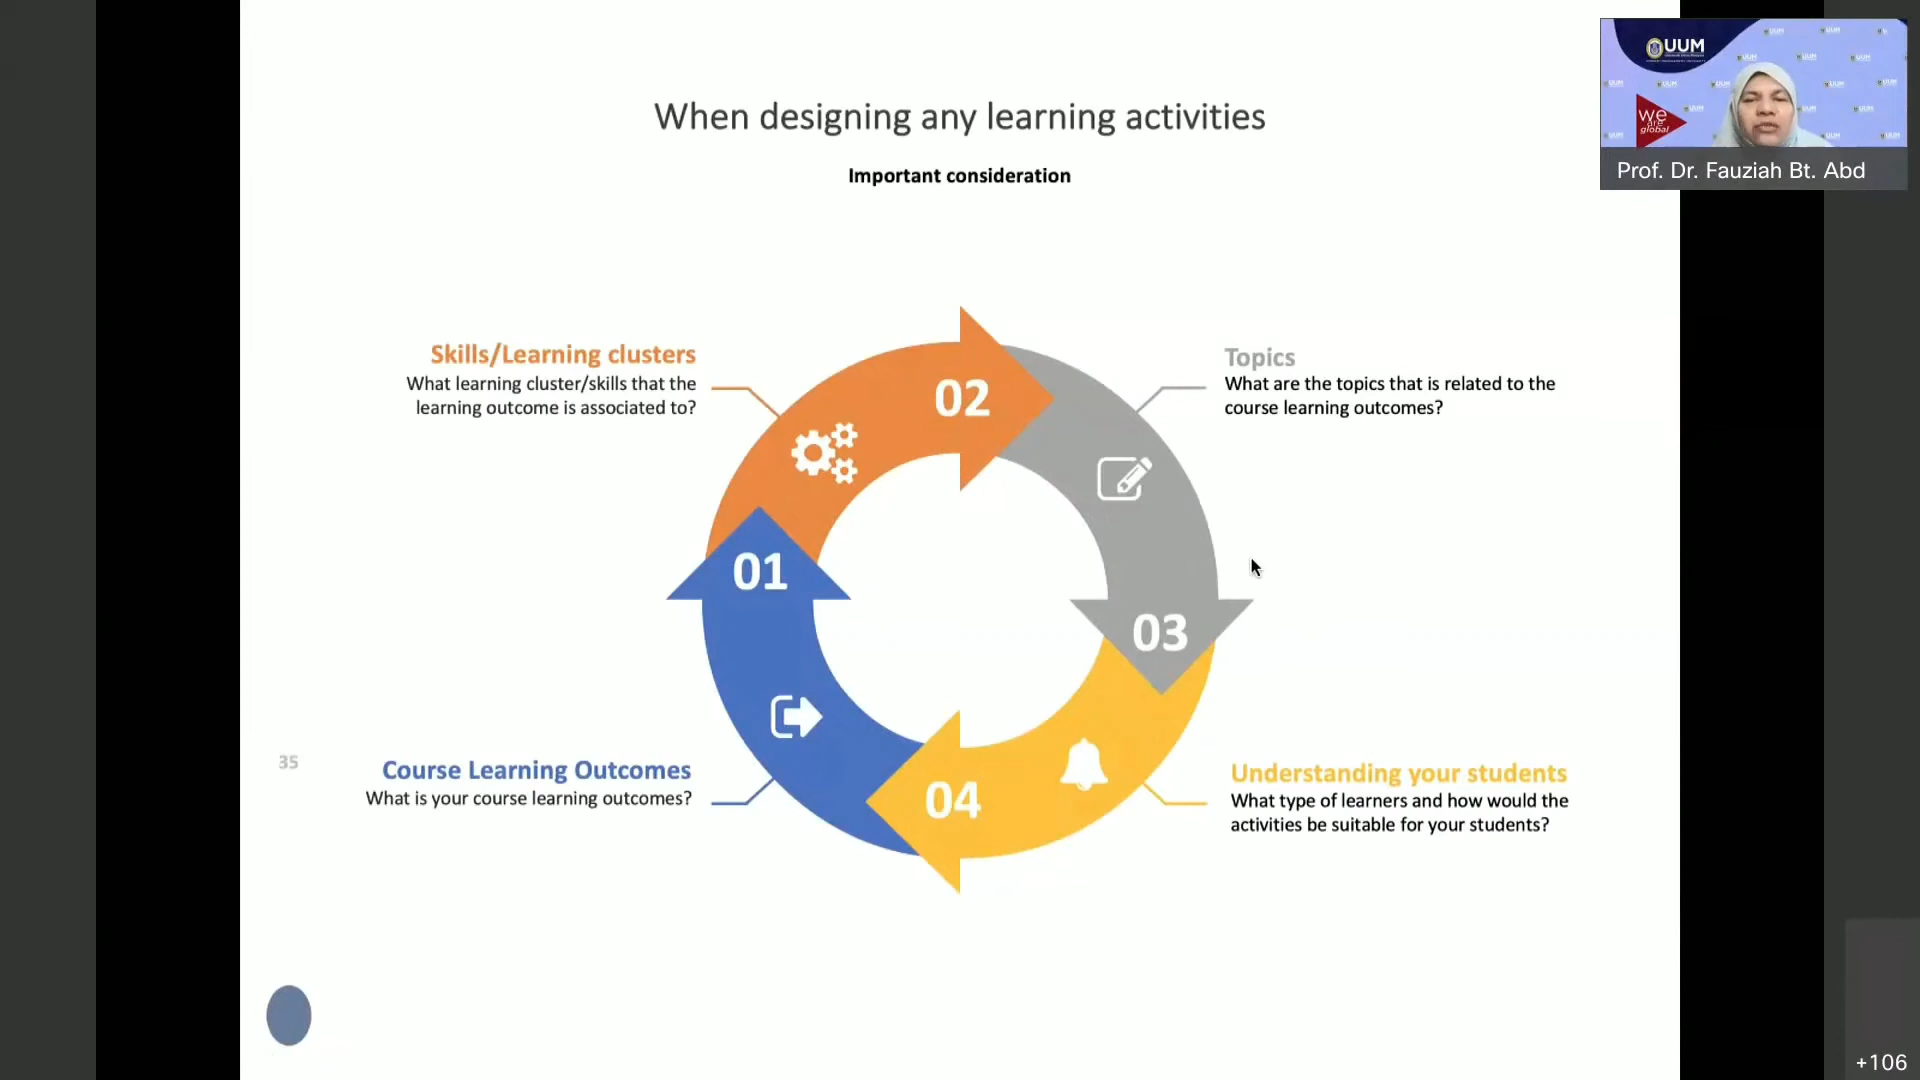 When designing any learning activities
Important consideration
UUM
we
are
global
Prof. Dr. Fauziah Bt. Abd
Skills/Learning clusters
What learning cluster/skills that the
learning outcome is associated to?
02
Topics
What are the topics that is related to the
course learning outcomes?
01
03
35
Course Learning Outcomes
What is your course learning outcomes?
04
Understanding your students
What type of learners and how would the
activities be suitable for your students?
+106